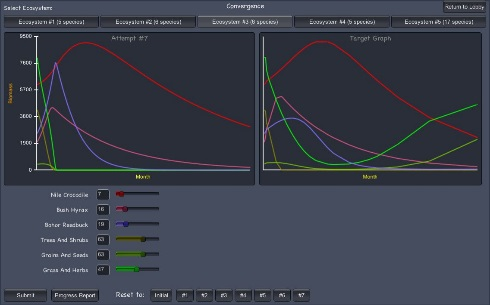 Select Ecosystem:
Convergence
Return to Lobby
Ecosystem #1 (5 species)
Ecosystem #2 (6 species)
Ecosystem #3 (6 species)
Ecosystem #4 (5 species)
Ecosystem #5 (17 species)
Attempt #7
Target Graph
9500
7600
5700
3800
1900
0
Biomass
Month
Month
Nile Crocodile 7
Bush Hyrax 16
Bohor Reedbuck 19
Trees And Shrubs 63
Grains And Seeds 63
Grass And Herbs 47
Submit
Progress Report
Reset to:
Initial
#1
#2
#3
#4
#5
#6
#7